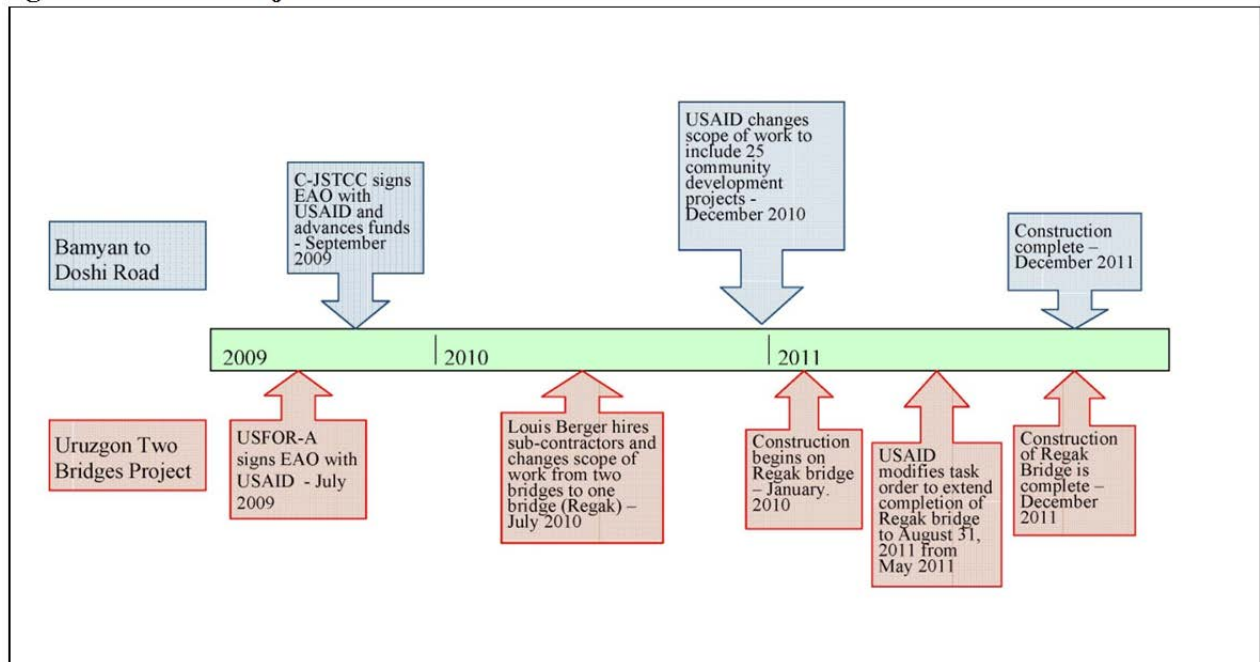 USAID changes
scope of work to
include 25
community
development
projects -
December 2010
C-JSTCC signs
EAO with
USAID and
advances funds
- September
2009
Construction
complete –
December 2011
Bamyan to
Doshi Road
2009
2010
2011
Uruzgon Two
Bridges Project
USFOR-A
signs EAO with
USAID - July
2009
Louis Berger hires
sub-contractors and
changes scope of
work from two
bridges to one
bridge (Regak) –
July 2010
Construction
begins on
Regak bridge
– January.
2010
USAID
modifies task
order to extend
completion of
Regak bridge
to August 31,
2011 from
May 2011
Construction
of Regak
Bridge is
complete –
December
2011